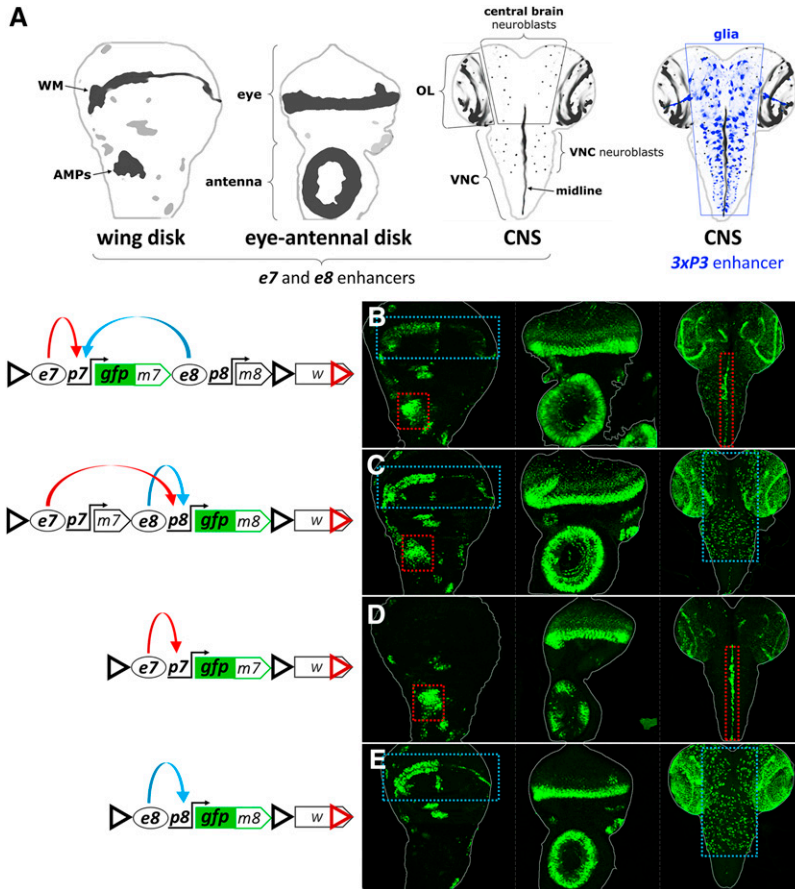 A
central brain
neuroblasts
glia
WM
eye
OL
AMPs
antenna
VNC
VNC neuroblasts
midline
wing disk
eye-antennal disk
CNS
CNS
e7 and e8 enhancers
3xP3 enhancer
B
e7 p7 gfp m7 e8 p8 m8 w
C
e7 p7 m7 e8 p8 gfp m8 w
D
e7 p7 gfp m7 w
E
e8 p8 gfp m8 w